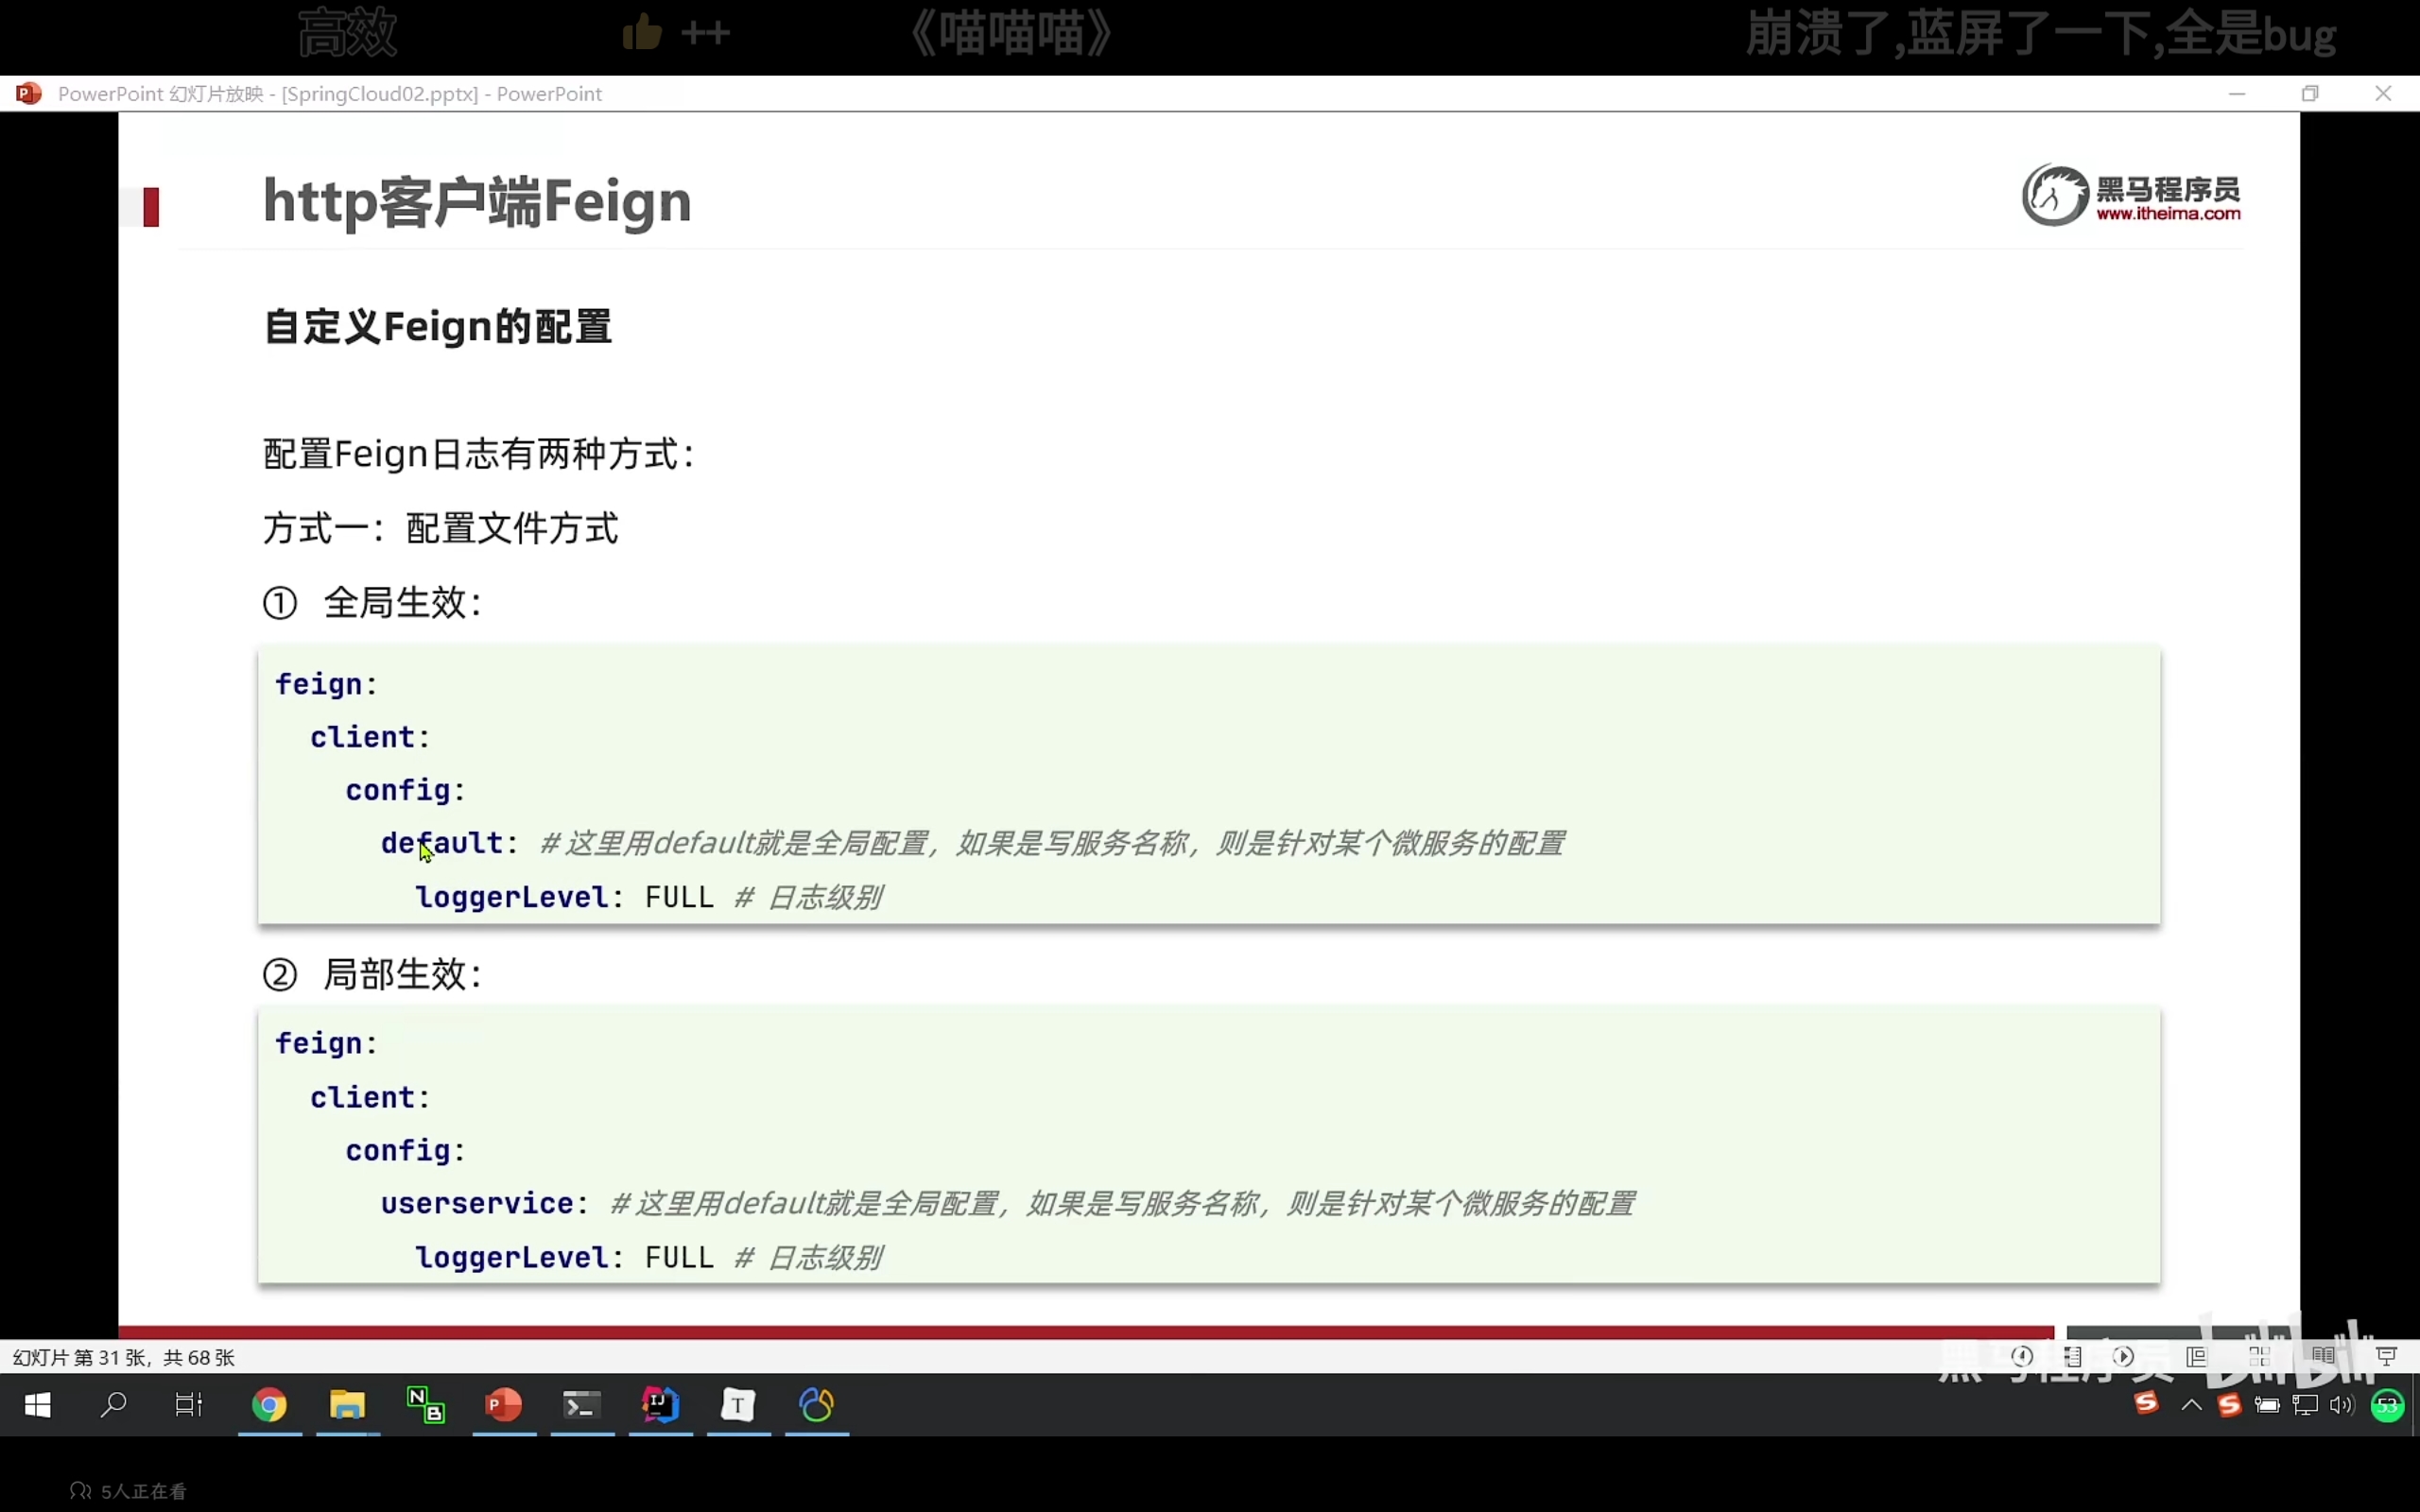 高效
++
《喵喵喵》
崩溃了,蓝屏了一下,全是bug
PowerPoint 幻灯片放映 - [SpringCloud02.pptx] - PowerPoint
http客户端Feign
黑马程序员
www.itheima.com
自定义Feign的配置
配置Feign日志有两种方式：
方式一：配置文件方式
① 全局生效：
feign:
client:
config:
default: # 这里用default就是全局配置，如果是写服务名称，则是针对某个微服务的配置
loggerLevel: FULL # 日志级别
② 局部生效：
feign:
client:
config:
userservice: # 这里用default就是全局配置，如果是写服务名称，则是针对某个微服务的配置
loggerLevel: FULL # 日志级别
幻灯片 第 31 张，共 68 张
黑马程序员 bilibili
53
5人正在看